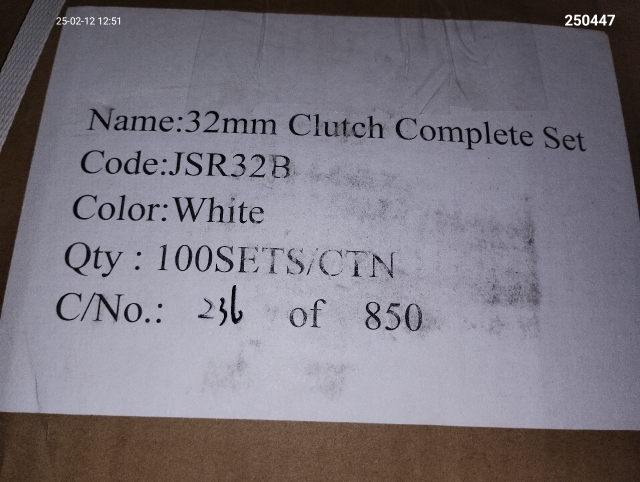 25-02-12 12:51
250447
Name:32mm Clutch Complete Set
Code:JSR32B
Color:White
Qty : 100SETS/CTN
C/No.: 236 of 850